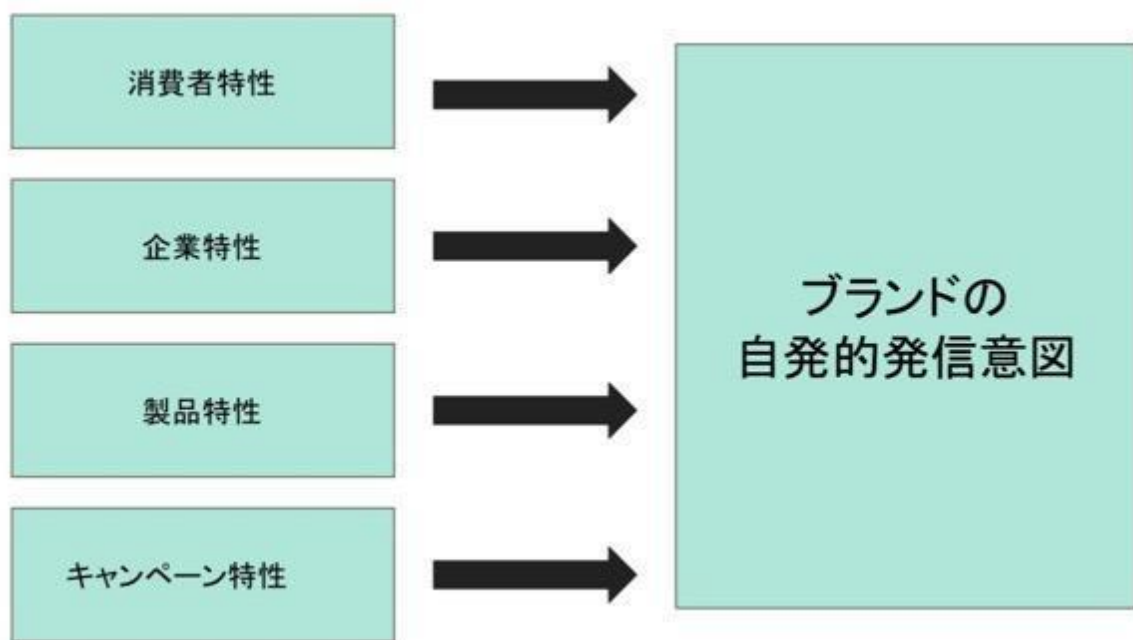 消費者特性
企業特性
製品特性
キャンペーン特性
ブランドの
自発的発信意図